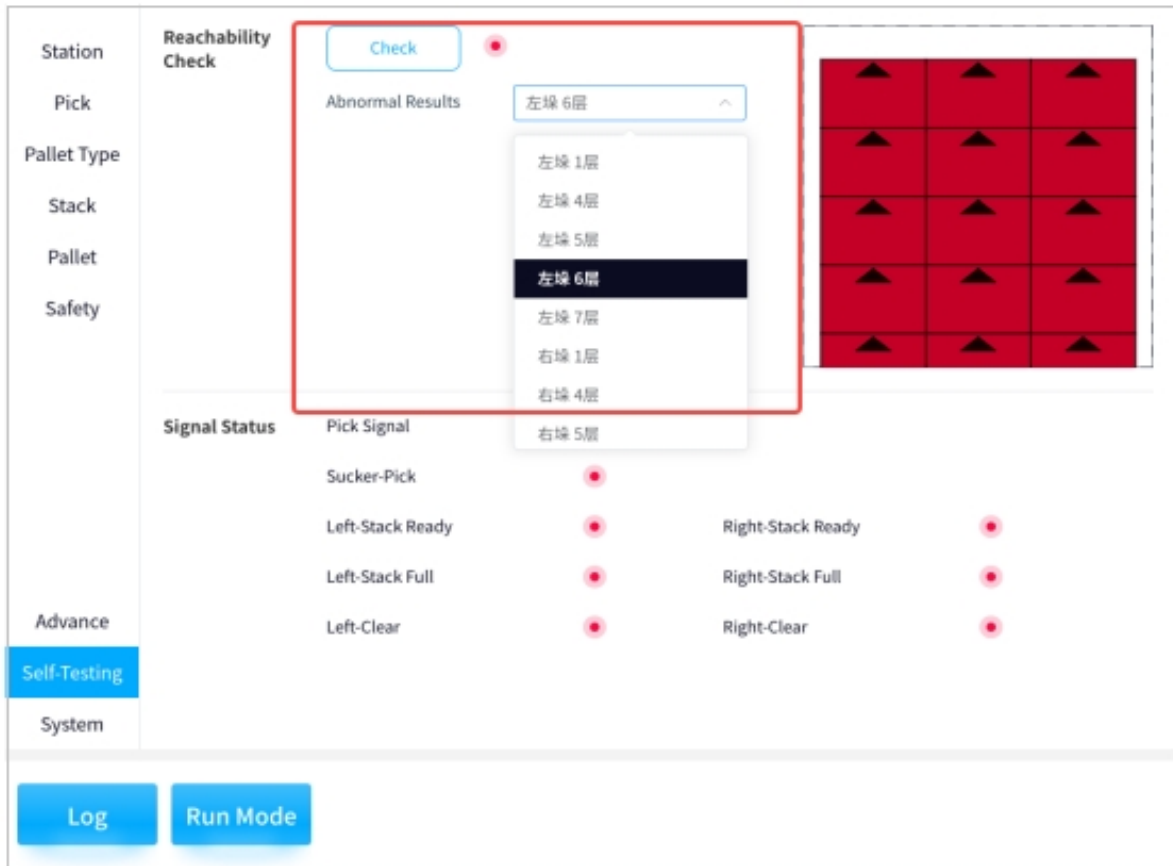 Station
Pick
Pallet Type
Stack
Pallet
Safety
Advance
Self-Testing
System
Reachability
Check
Check
Abnormal Results
左垛 6层
左垛 1层
左垛 4层
左垛 5层
左垛 6层
左垛 7层
右垛 1层
右垛 4层
右垛 5层
Signal Status
Pick Signal
Sucker-Pick
Left-Stack Ready
Right-Stack Ready
Left-Stack Full
Right-Stack Full
Left-Clear
Right-Clear
Log
Run Mode